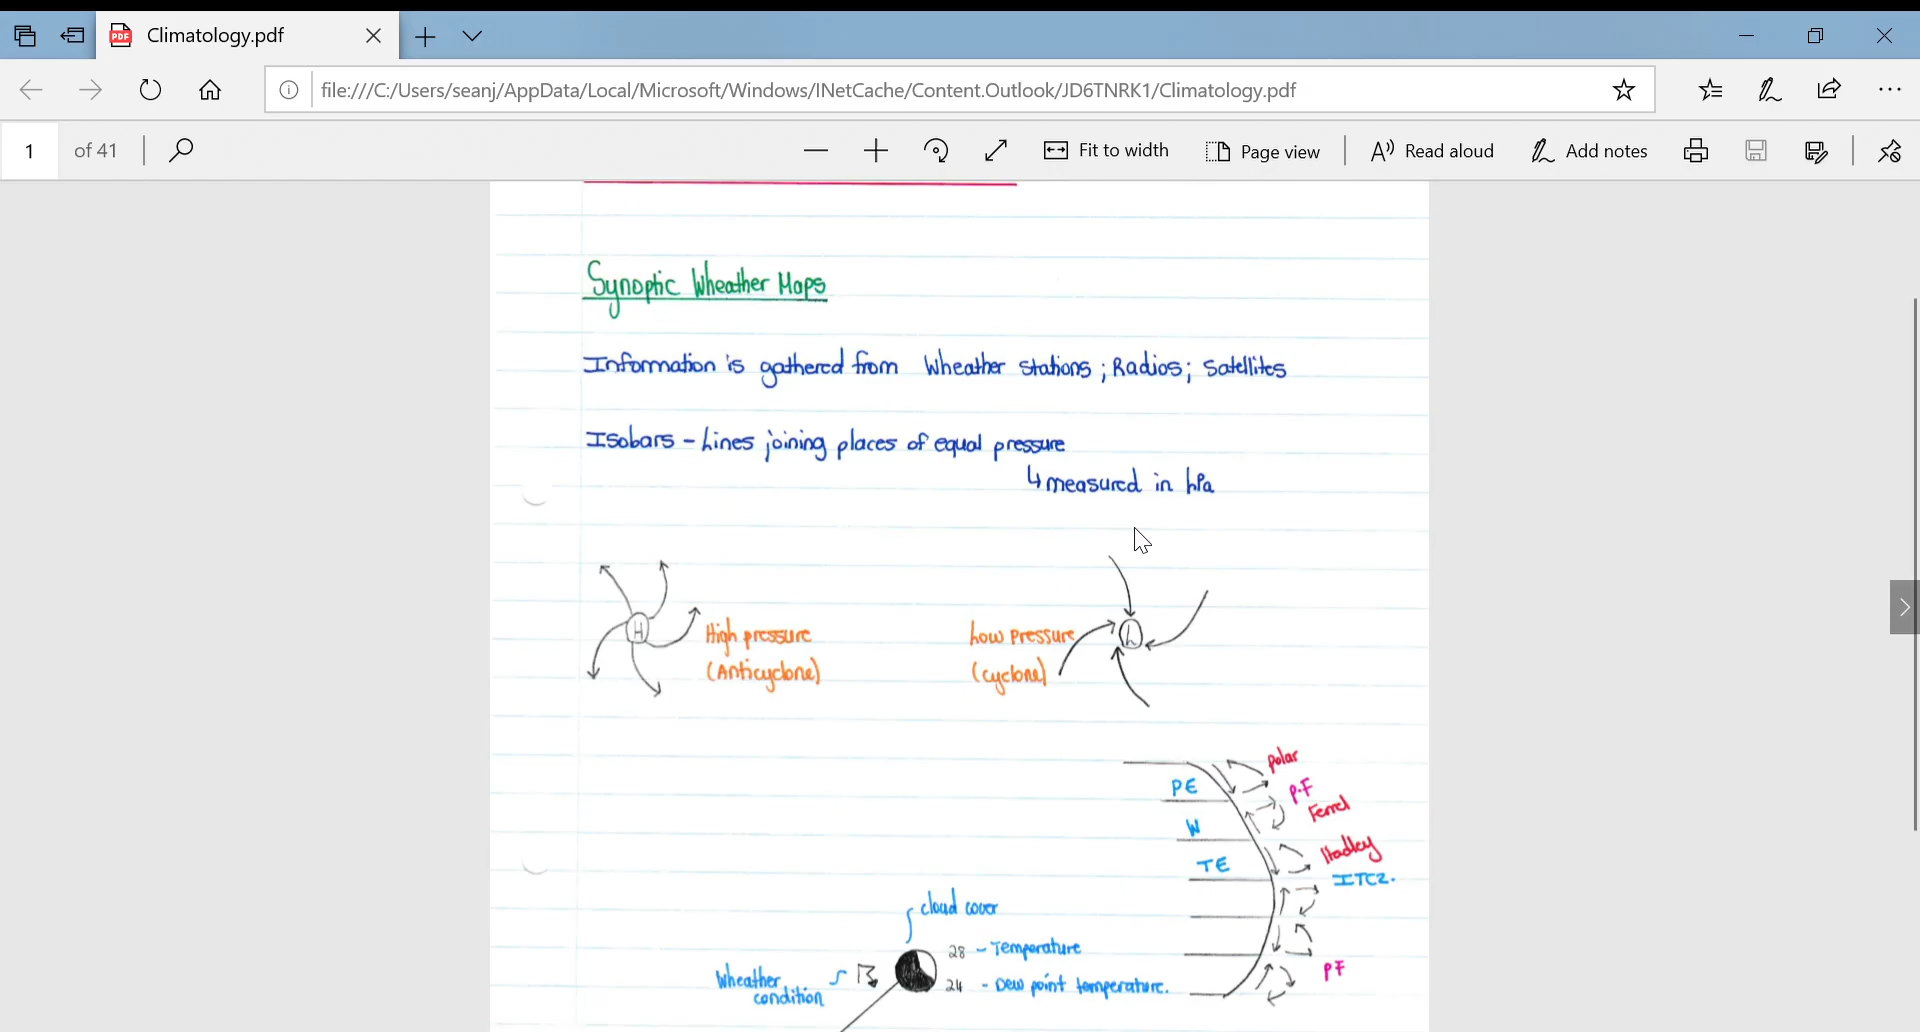 Climatology.pdf
file:///C:/Users/seanj/AppData/Local/Microsoft/Windows/INetCache/Content.Outlook/JD6TNRK1/Climatology.pdf
1 of 41
Fit to width
Page view
Read aloud
Add notes
Synoptic Wheather Maps
Information is gathered from Wheather stations ; Radios ; Satellites
Isobars - Lines joining places of equal pressure
↳ measured in hPa
H
High pressure
(Anticyclone)
Low Pressure
(cyclone)
L
polar
PE
P.F
Ferrel
W
Hadley
TE
ITCZ.
cloud cover
28 - Temperature
PF
Wheather
condition
24 - Dew point temperature.